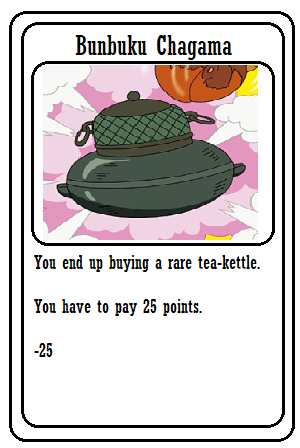 Bunbuku Chagama
You end up buying a rare tea-kettle.
You have to pay 25 points.
-25